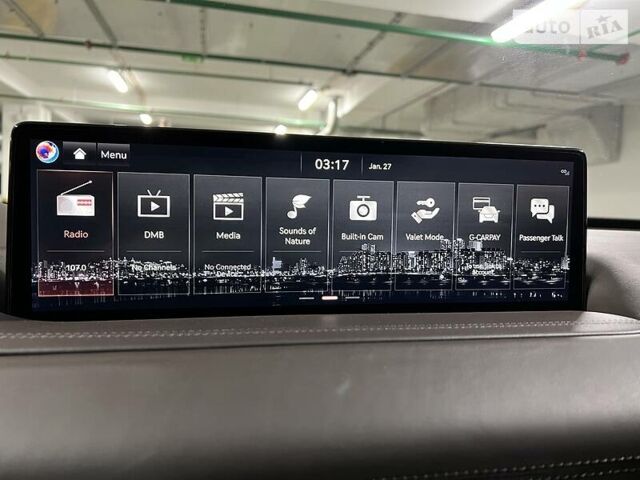 auto RIA
Menu
03:17
Jan. 27
Radio
107.0
DMB
No Channels
Media
No Connected
Sounds of
Nature
Built-in Cam
Valet Mode
G-CARPAY
Passenger Talk